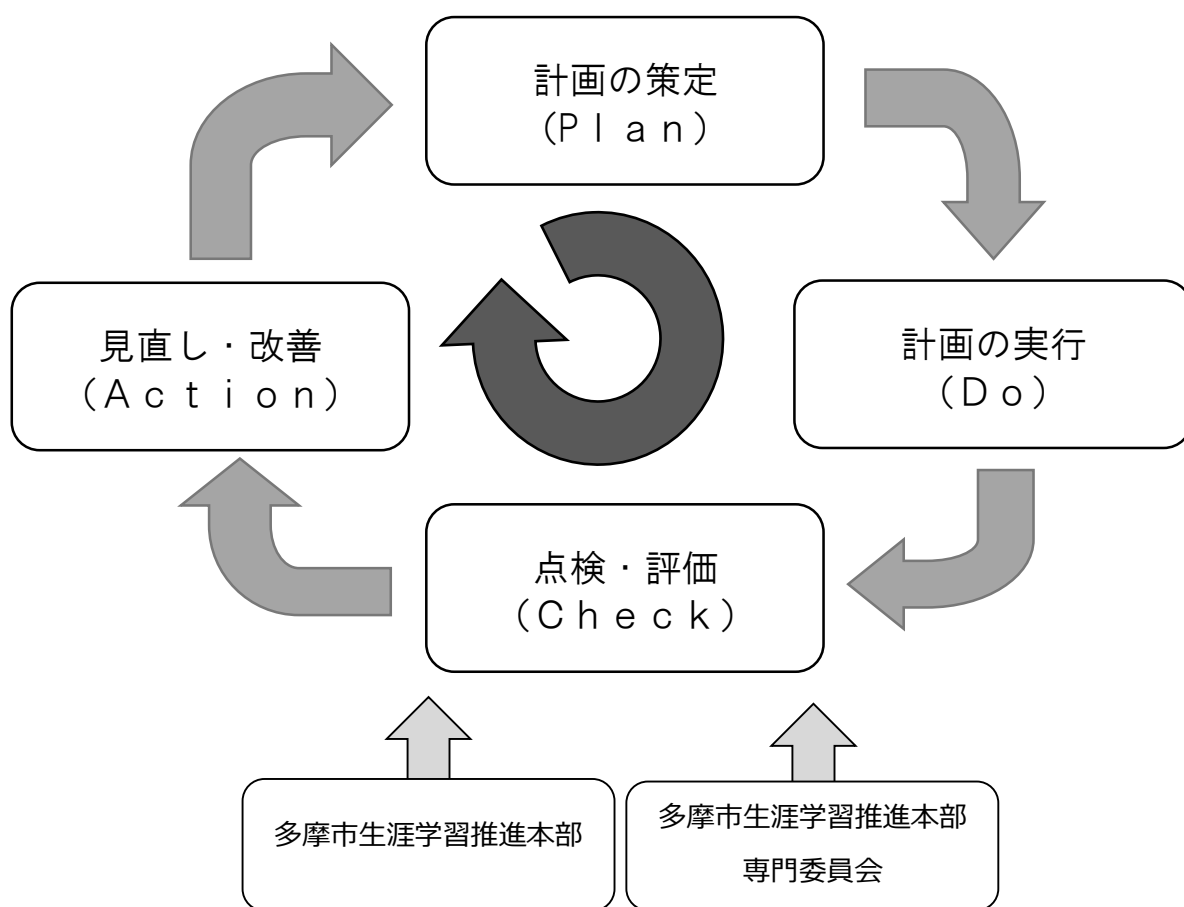 計画の策定
(Ｐｌａｎ)
見直し・改善
(Ａｃｔｉｏｎ)
計画の実行
(Ｄｏ)
点検・評価
(Ｃｈｅｃｋ)
多摩市生涯学習推進本部
多摩市生涯学習推進本部
専門委員会